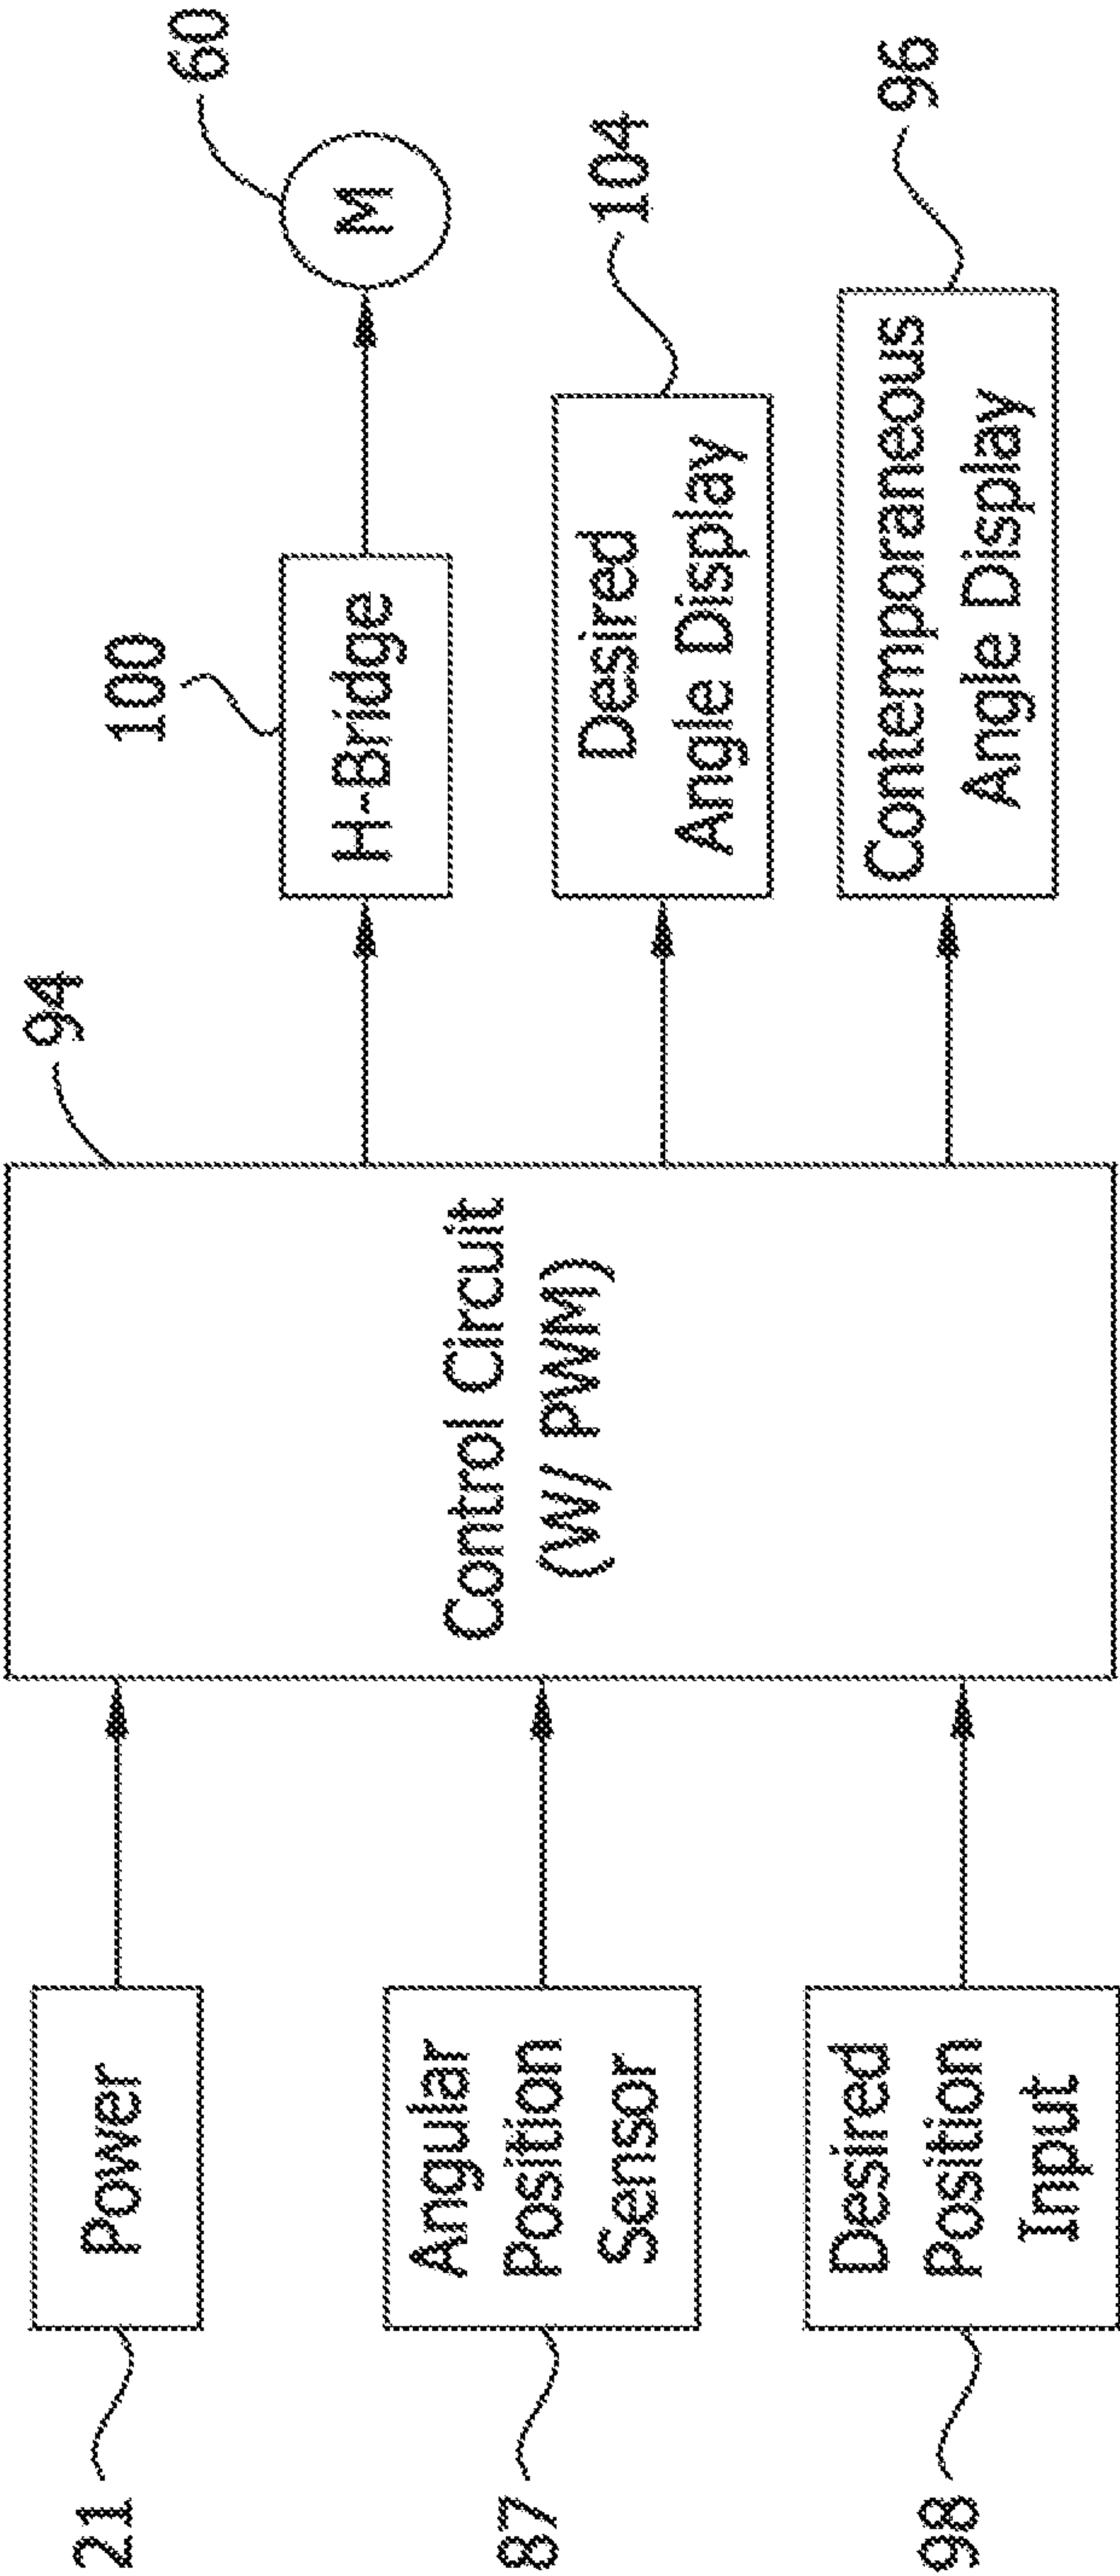 21
Power
87
Angular
Position
Sensor
98
Desired
Position
Input
94
Control Circuit
(W/ PWM)
100
H-Bridge
60
M
104
Desired
Angle Display
96
Contemporaneous
Angle Display